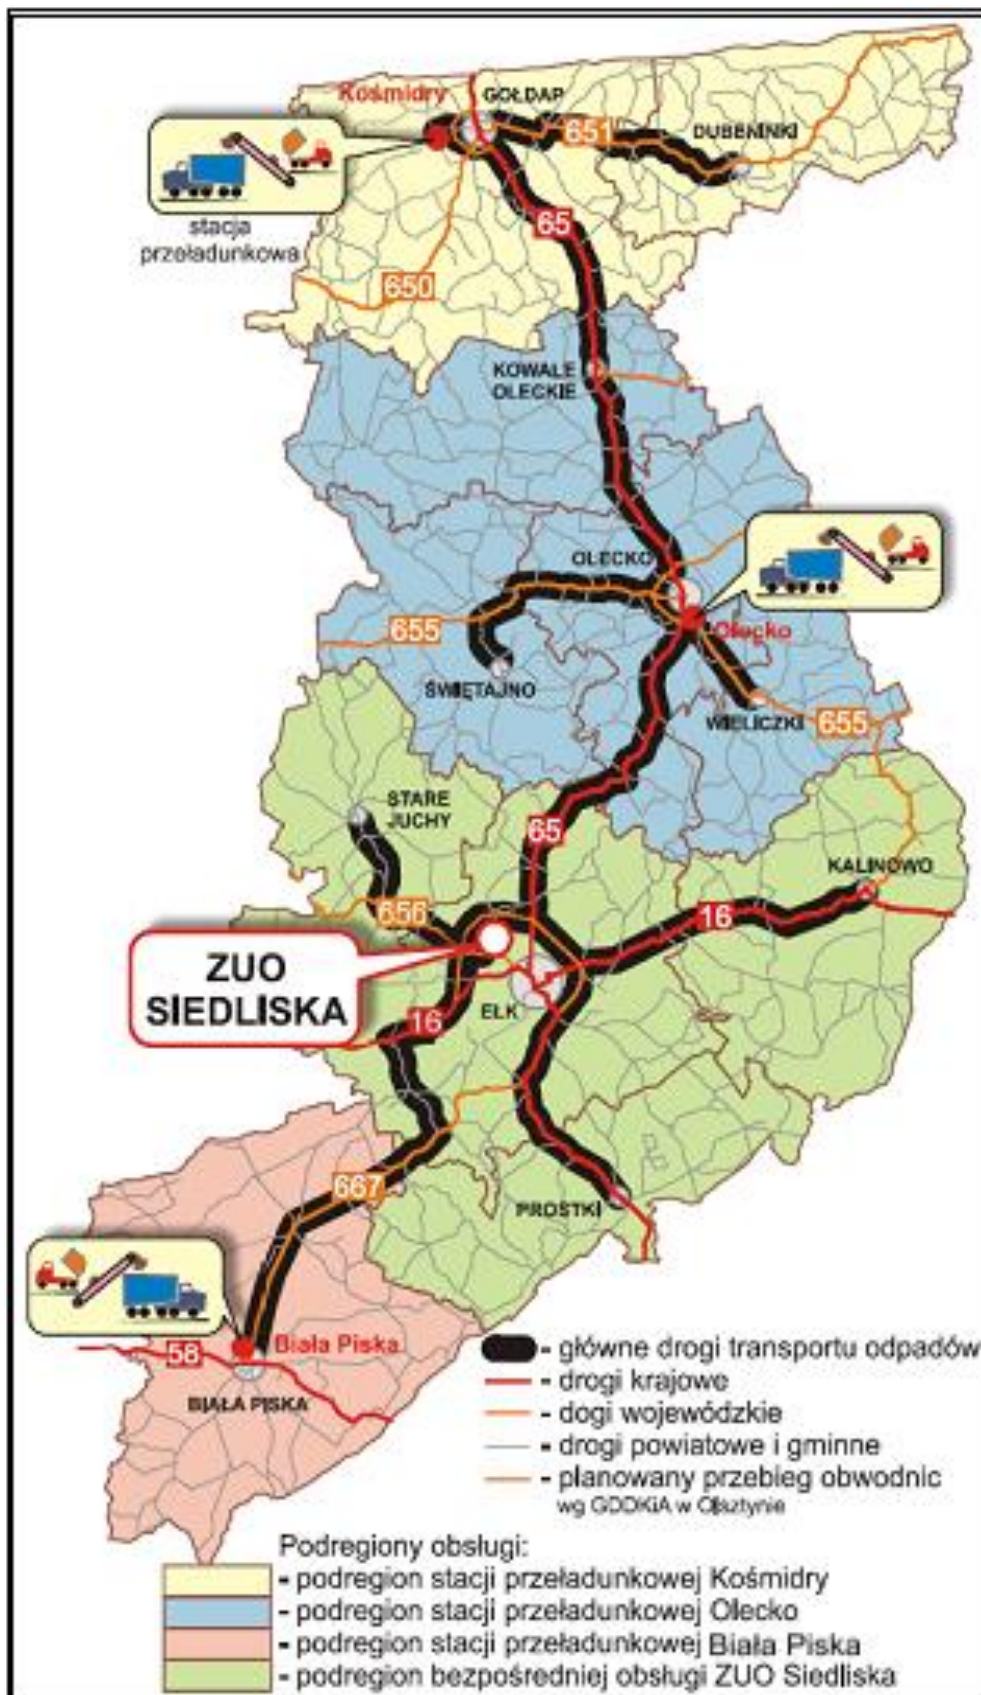 Kośmidry
GOŁDAP
651
DUBENINKI
stacja
przeładunkowa
65
650
KOWALE
OLECKIE
OLECKO
655
Olecko
ŚWIĘTAJNO
WIELICZKI
655
STARE
JUCHY
65
KALINOWO
656
16
ZUO
SIEDLISKA
EŁK
16
667
PROSTKI
58
Biała Piska
BIAŁA PISKA
- główne drogi transportu odpadów
- drogi krajowe
- dogi wojewódzkie
- drogi powiatowe i gminne
- planowany przebieg obwodnic
wg GDDKiA w Olsztynie
Podregiony obsługi:
- podregion stacji przeładunkowej Kośmidry
- podregion stacji przeładunkowej Olecko
- podregion stacji przeładunkowej Biała Piska
- podregion bezpośredniej obsługi ZUO Siedliska